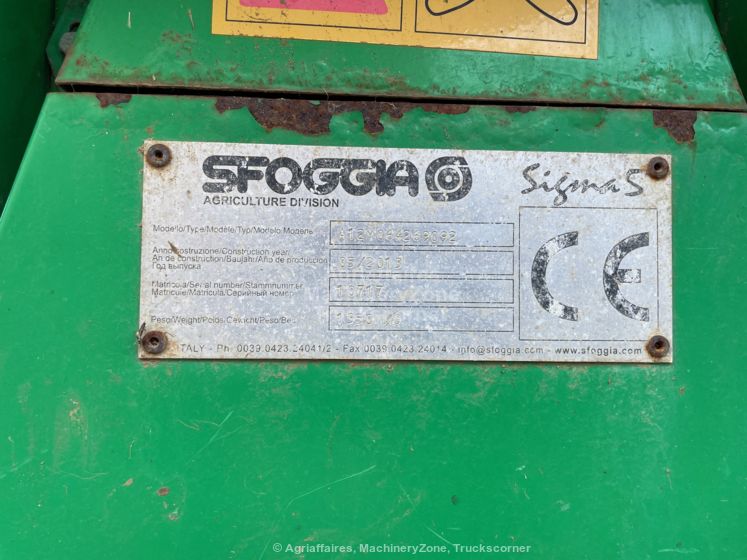 SFOGGIA
Sigma 5
AGRICULTURE DIVISION
Modello/Type/Modèle/Typ/Modelo Модель
Anno costruzione/Construction year/
An de construction/Baujahr/Año de producción
Год выпуска
05/2013
Matricola/Serial number/Stammnummer
Matricule/Matrícula/Серийный номер
Peso/Weight/Poids/Gewicht/Peso/Вес
CE
ITALY - Ph 0039.0423.24041/2 - Fax 0039.0423.24014 - info@sfoggia.com - www.sfoggia.com
© Agriaffaires, MachineryZone, Truckscorner